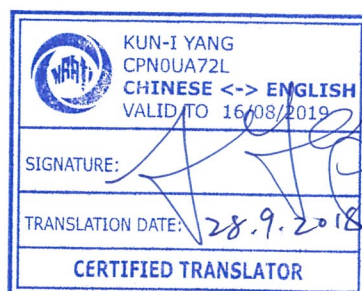 NAATI
KUN-I YANG
CPN0UA72L
CHINESE <-> ENGLISH
VALID TO 16/08/2019
SIGNATURE:
TRANSLATION DATE: 28.9.2018
CERTIFIED TRANSLATOR